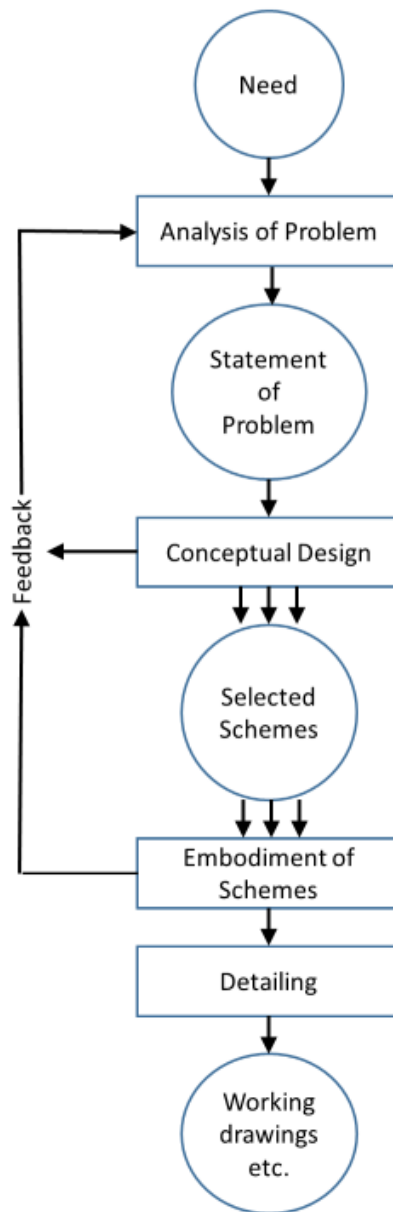 Need
Analysis of Problem
Statement
of
Problem
Feedback
Conceptual Design
Selected
Schemes
Embodiment of
Schemes
Detailing
Working
drawings
etc.